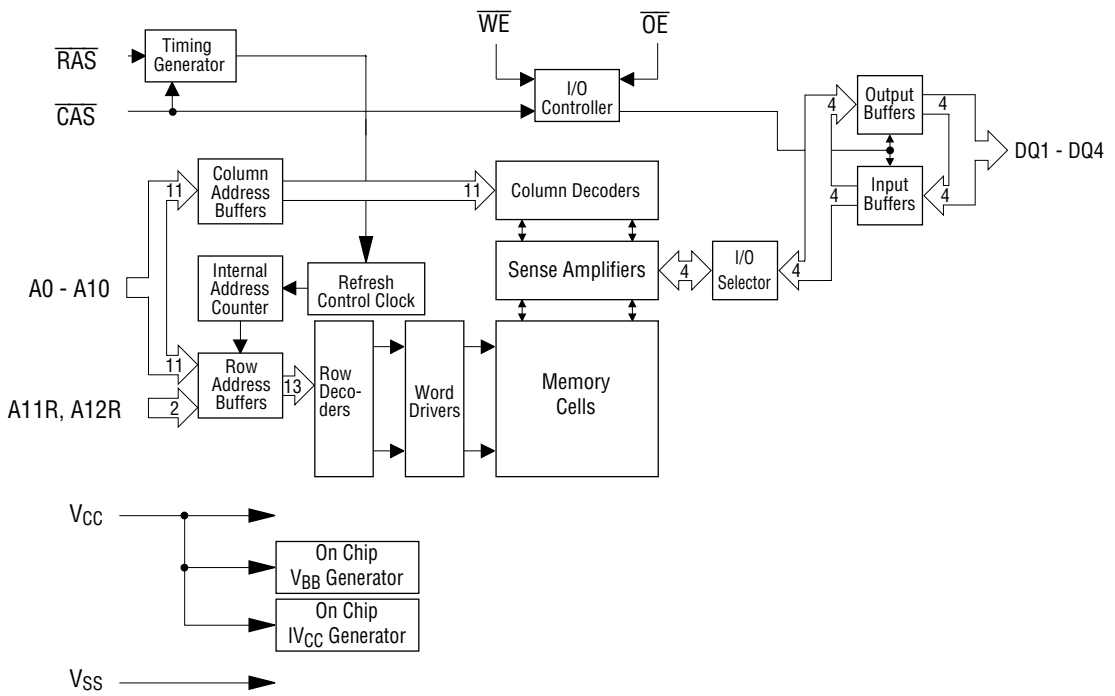 WE
OE
RAS
Timing
Generator
I/O
Controller
CAS
Output
Buffers
4
4
DQ1 - DQ4
Input
Buffers
4
4
Column
Address
Buffers
11
11
Column Decoders
Sense Amplifiers
4
I/O
Selector
4
A0 - A10
Internal
Address
Counter
Refresh
Control Clock
11
Row
Address
Buffers
13
Row
Deco-
ders
Word
Drivers
Memory
Cells
A11R, A12R
2
VCC
On Chip
VBB Generator
On Chip
IVCC Generator
VSS